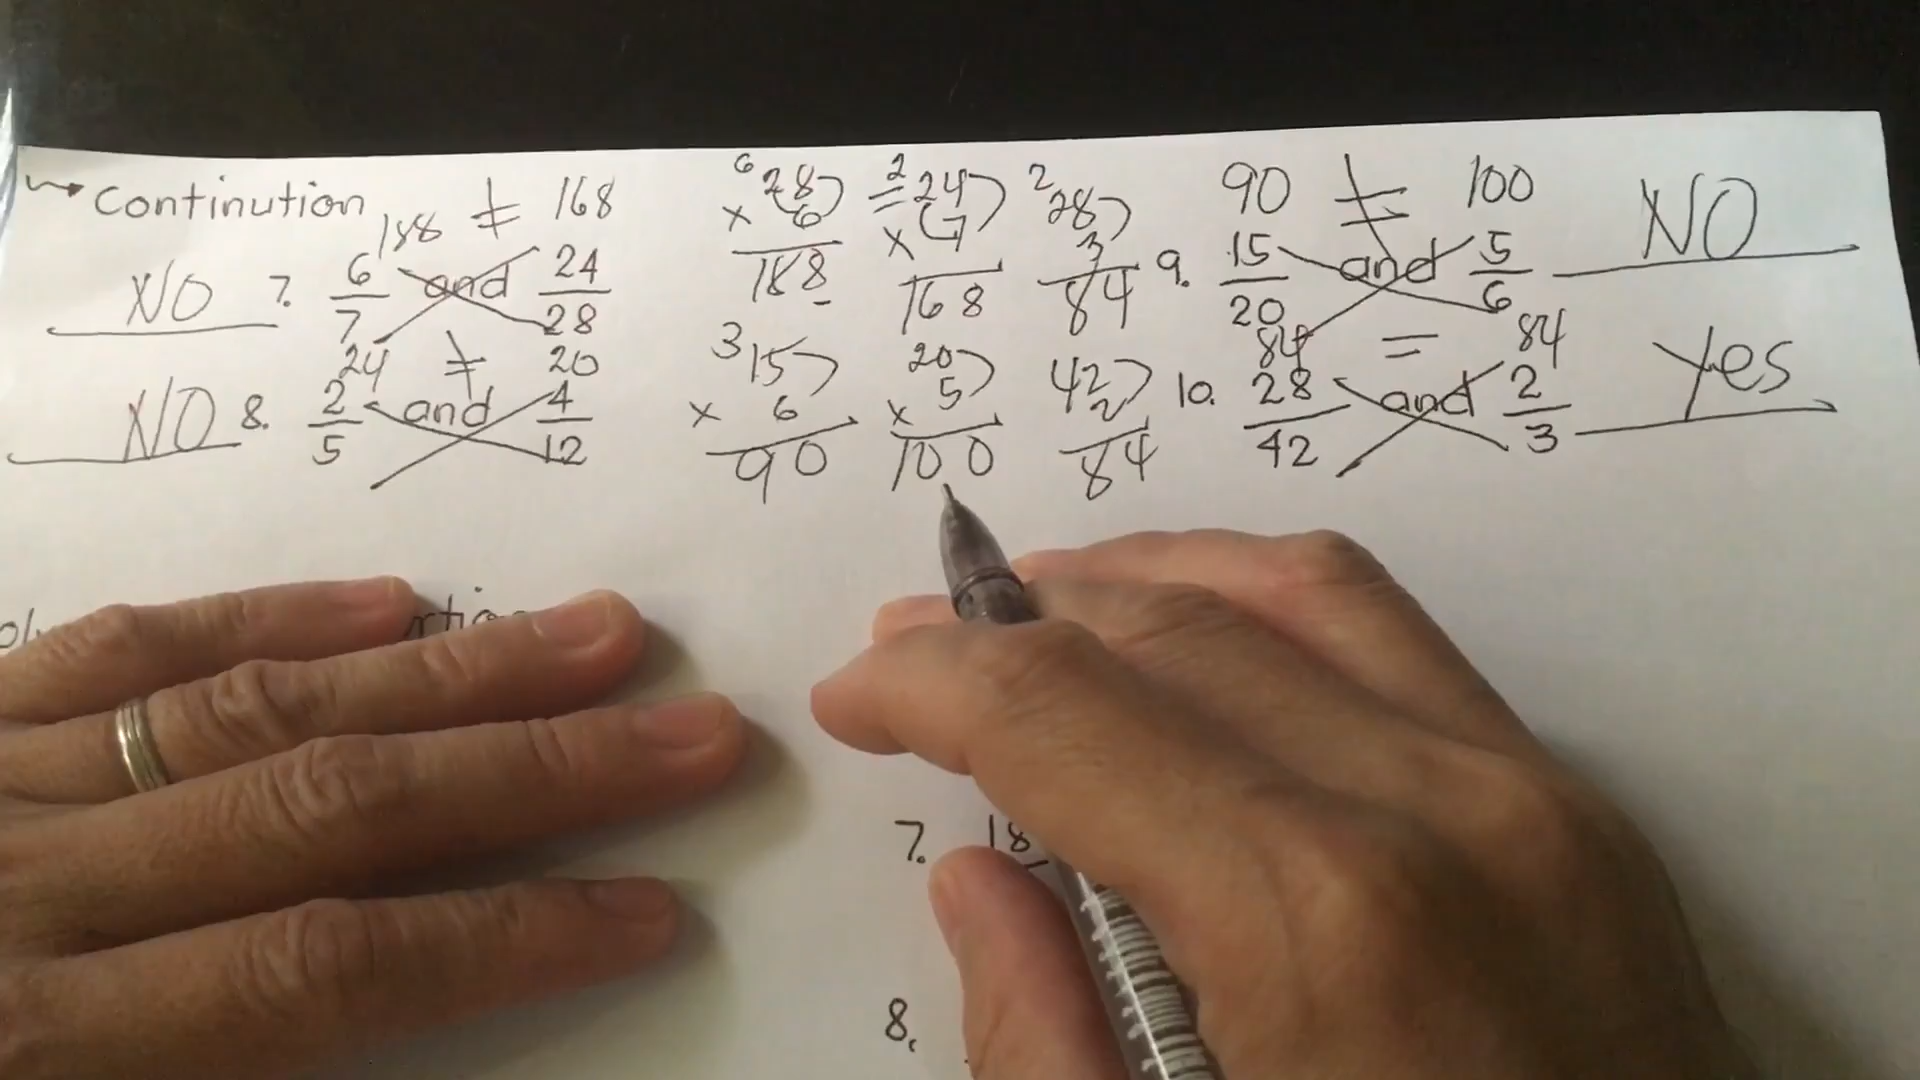 continution
188 ≠ 168
NO 7. 6/7 and 24/28
24 ≠ 20
NO 8. 2/5 and 4/12
6 28 × 6 188
2 24 × 7 168
2 28 3 84
3 15 × 6 90
20 × 5 100
42 2 84
90 ≠ 100
9. 15/20 and 5/6 NO
84 = 84
10. 28/42 and 2/3 Yes
7. 18
8.